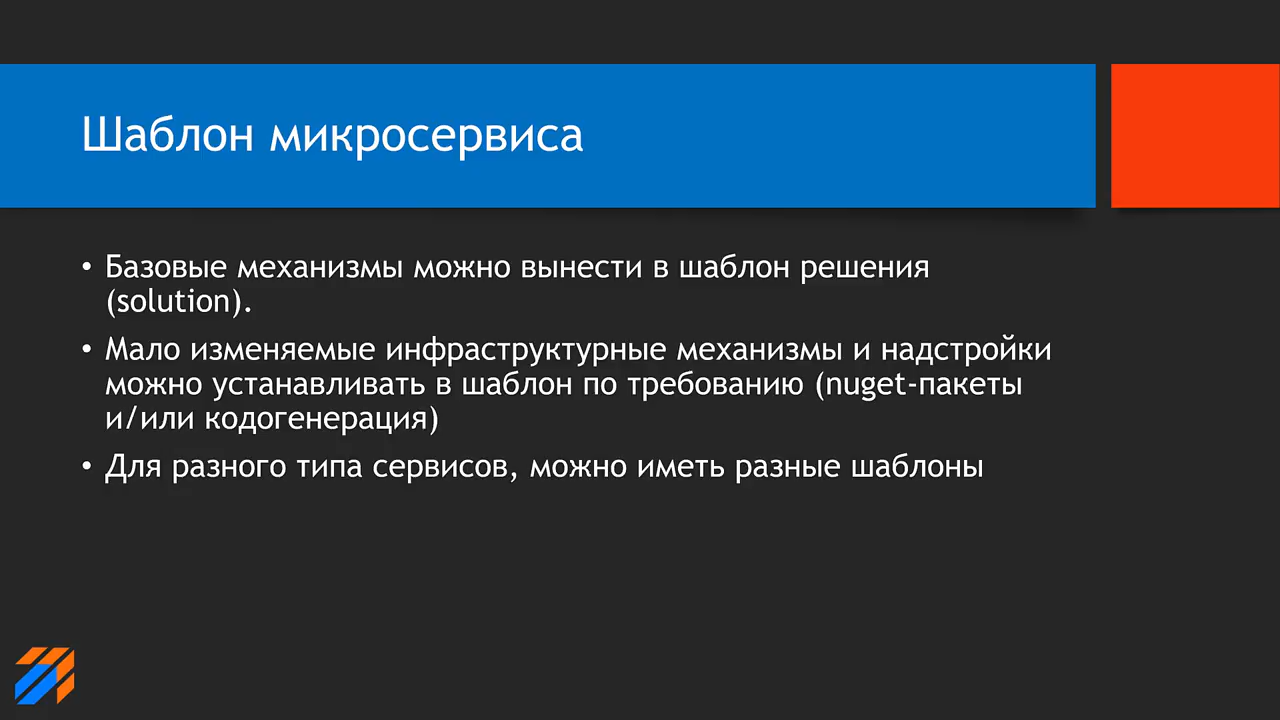 Шаблон микросервиса
• Базовые механизмы можно вынести в шаблон решения
(solution).
• Мало изменяемые инфраструктурные механизмы и надстройки
можно устанавливать в шаблон по требованию (nuget-пакеты
и/или кодогенерация)
• Для разного типа сервисов, можно иметь разные шаблоны